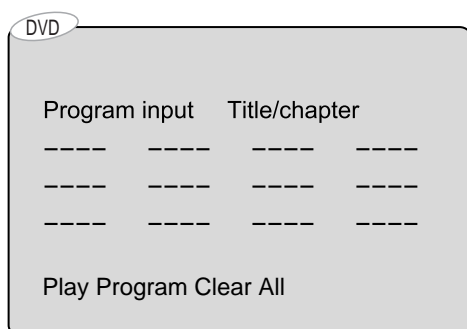 DVD
Program input Title/chapter
---- ---- ---- ----
---- ---- ---- ----
---- ---- ---- ----
Play Program Clear All